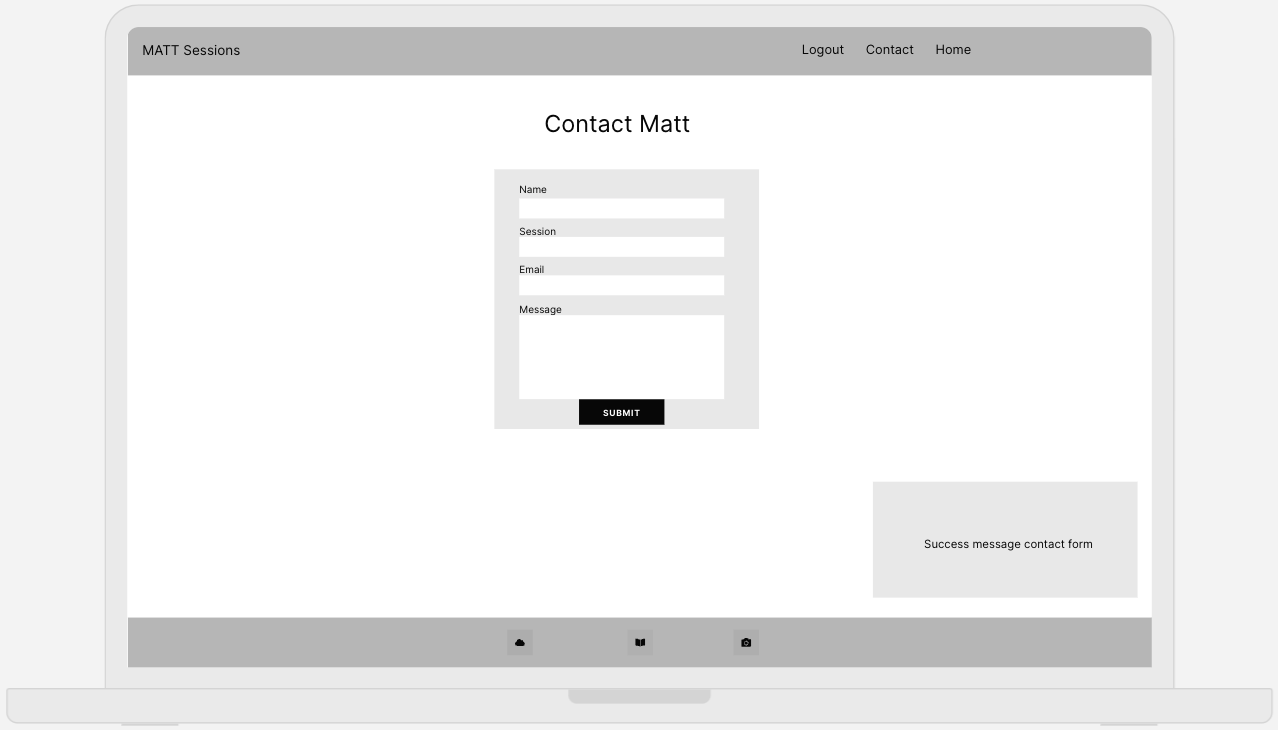 MATT Sessions
Logout Contact Home
Contact Matt
Name
Session
Email
Message
SUBMIT
Success message contact form